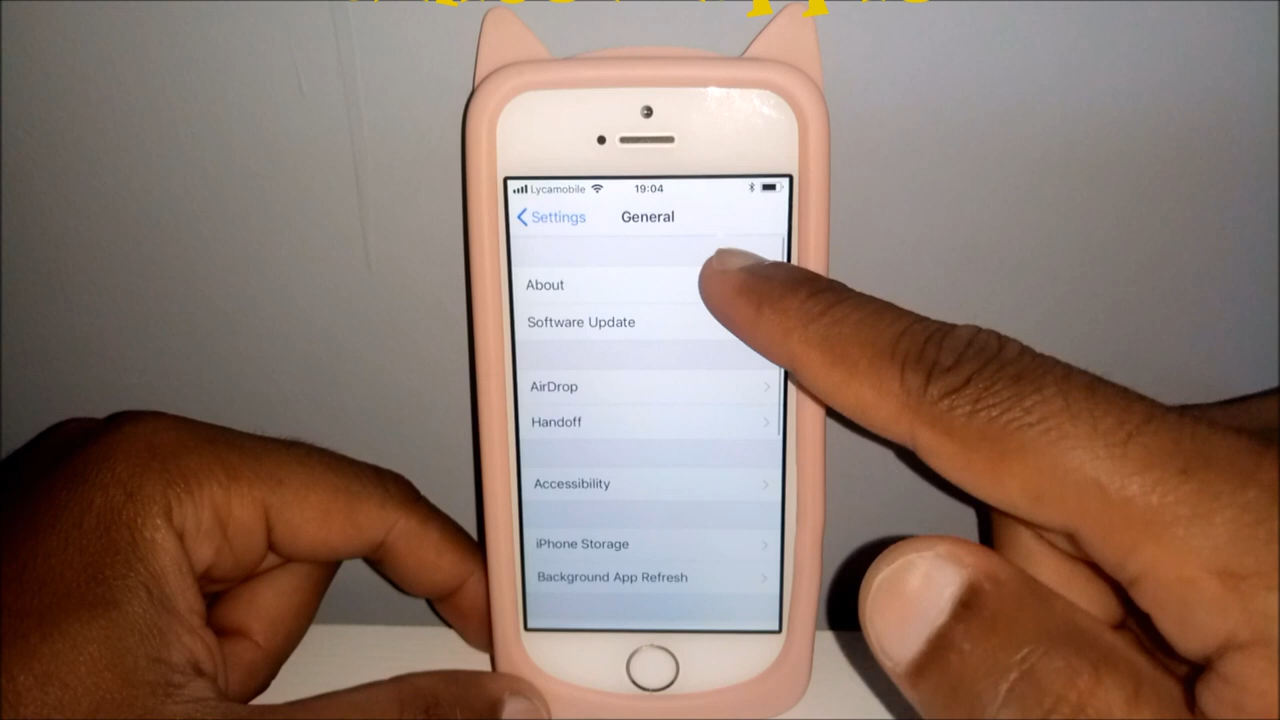 Lycamobile 19:04
Settings General
About
Software Update
AirDrop
Handoff
Accessibility
iPhone Storage
Background App Refresh